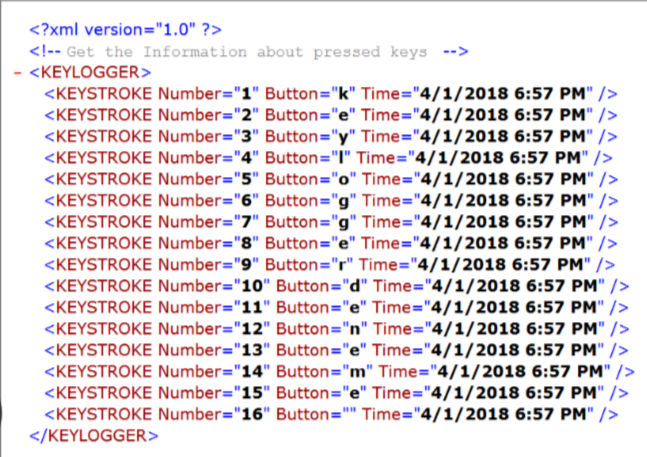 <?xml version="1.0" ?>
<!-- Get the Information about pressed keys -->
- <KEYLOGGER>
<KEYSTROKE Number="1" Button="k" Time="4/1/2018 6:57 PM" />
<KEYSTROKE Number="2" Button="e" Time="4/1/2018 6:57 PM" />
<KEYSTROKE Number="3" Button="y" Time="4/1/2018 6:57 PM" />
<KEYSTROKE Number="4" Button="l" Time="4/1/2018 6:57 PM" />
<KEYSTROKE Number="5" Button="o" Time="4/1/2018 6:57 PM" />
<KEYSTROKE Number="6" Button="g" Time="4/1/2018 6:57 PM" />
<KEYSTROKE Number="7" Button="g" Time="4/1/2018 6:57 PM" />
<KEYSTROKE Number="8" Button="e" Time="4/1/2018 6:57 PM" />
<KEYSTROKE Number="9" Button="r" Time="4/1/2018 6:57 PM" />
<KEYSTROKE Number="10" Button="d" Time="4/1/2018 6:57 PM" />
<KEYSTROKE Number="11" Button="e" Time="4/1/2018 6:57 PM" />
<KEYSTROKE Number="12" Button="n" Time="4/1/2018 6:57 PM" />
<KEYSTROKE Number="13" Button="e" Time="4/1/2018 6:57 PM" />
<KEYSTROKE Number="14" Button="m" Time="4/1/2018 6:57 PM" />
<KEYSTROKE Number="15" Button="e" Time="4/1/2018 6:57 PM" />
<KEYSTROKE Number="16" Button="" Time="4/1/2018 6:57 PM" />
</KEYLOGGER>